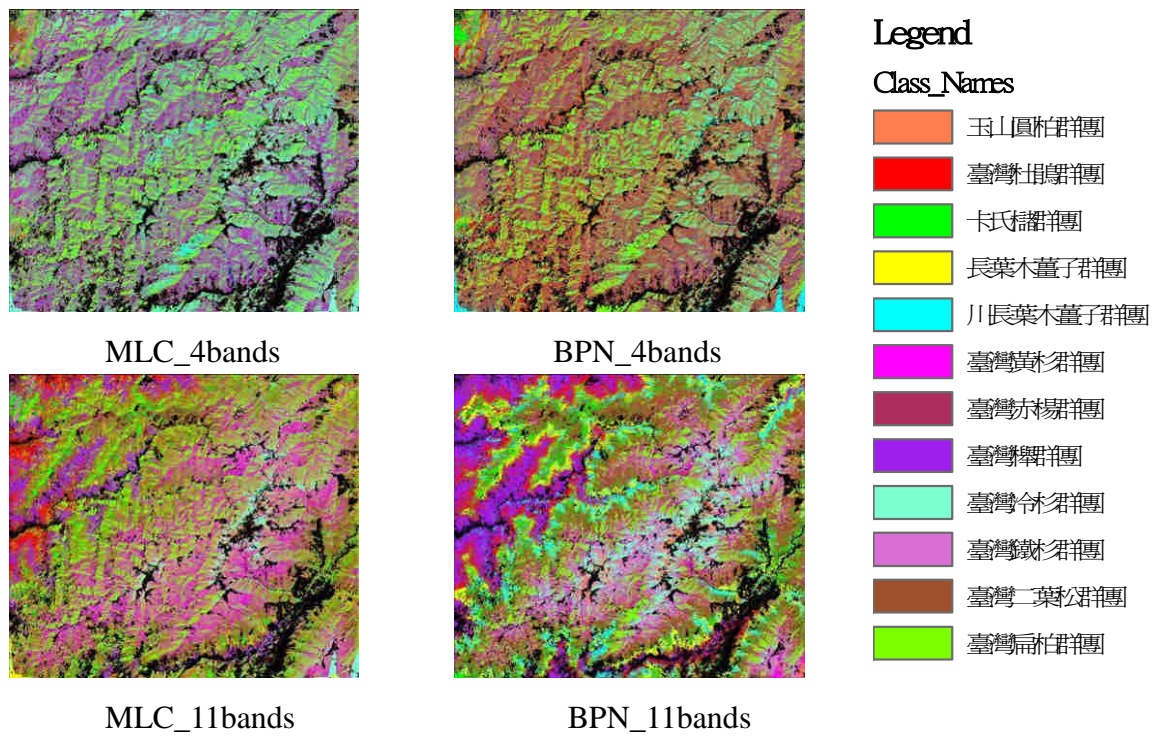 MLC_4bands
BPN_4bands
MLC_11bands
BPN_11bands
Legend
Class_Names
玉山圓柏群團
臺灣杜鵑群團
卡氏櫧群團
長葉木薑子群團
川長葉木薑子群團
臺灣黃杉群團
臺灣赤楊群團
臺灣櫸群團
臺灣冷杉群團
臺灣鐵杉群團
臺灣二葉松群團
臺灣扁柏群團